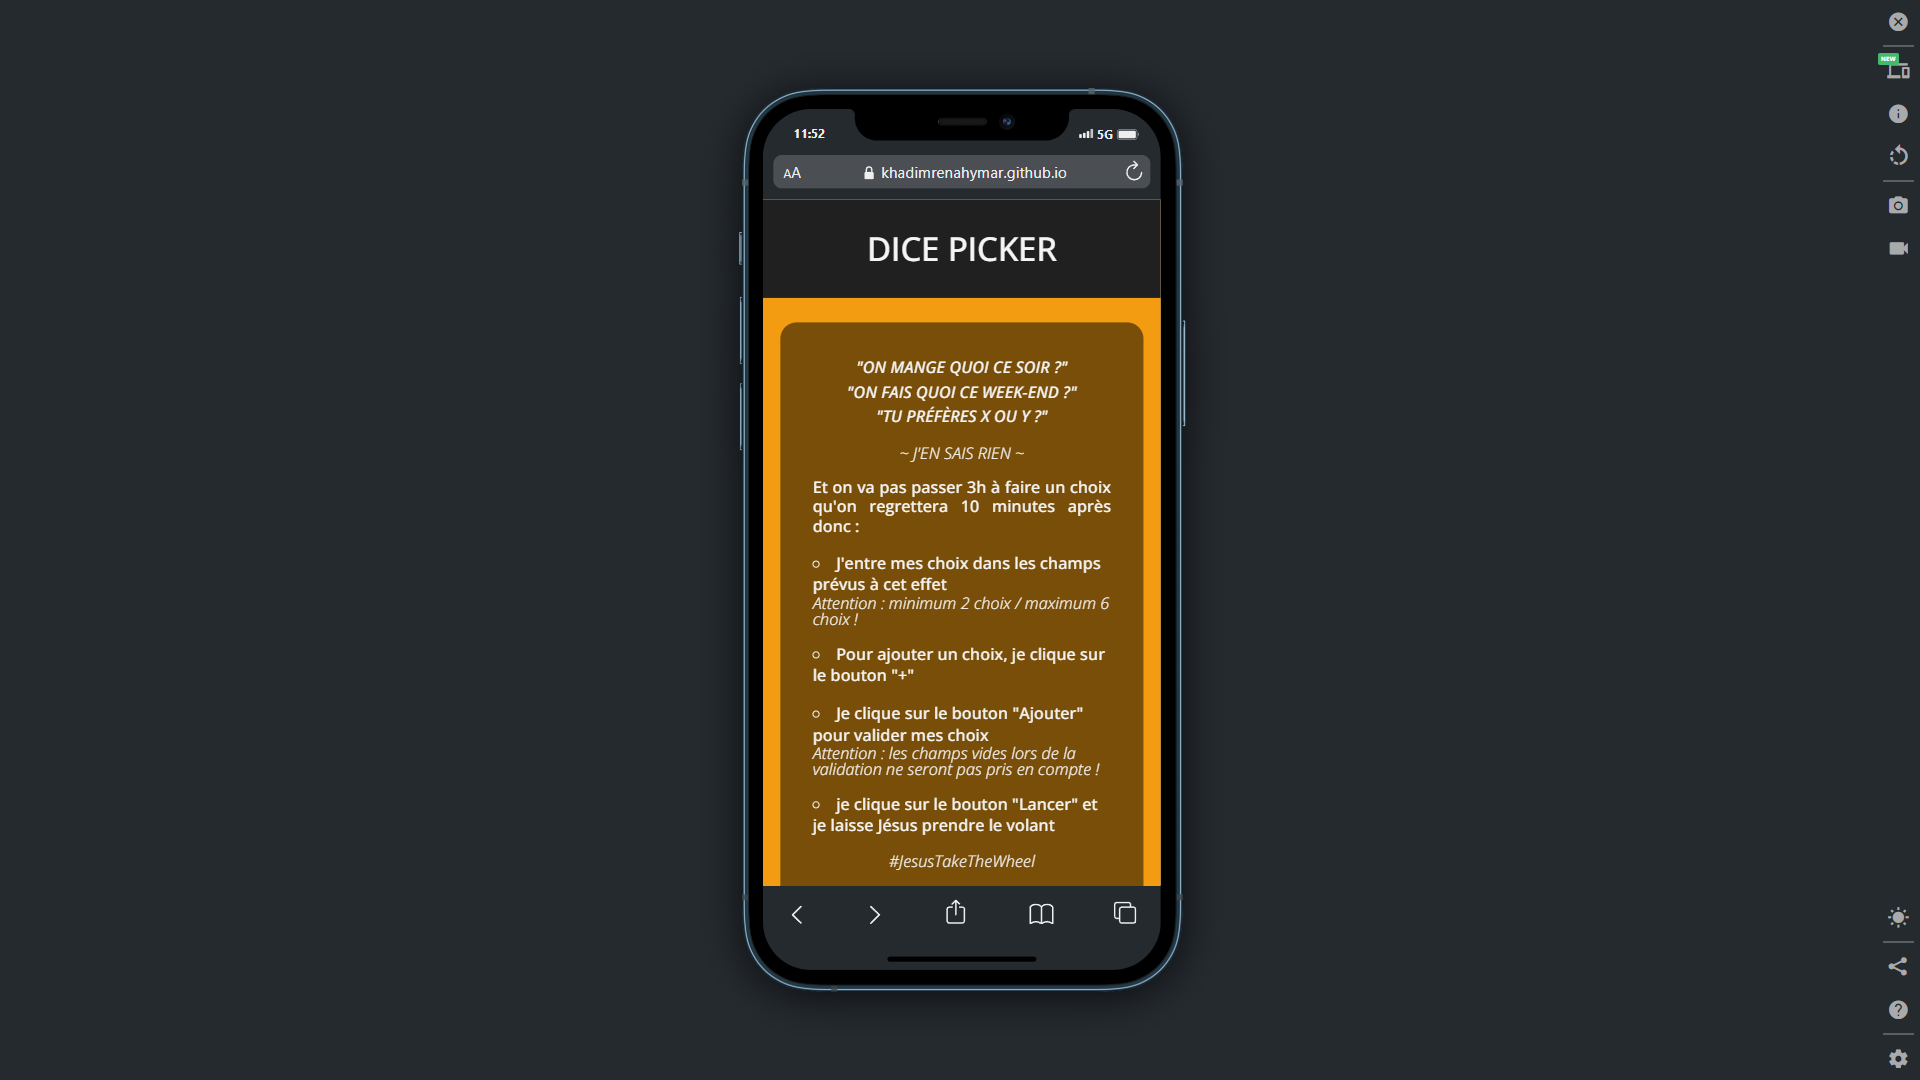 NEW
11:52
5G
AA
khadimrenahymar.github.io
DICE PICKER
"ON MANGE QUOI CE SOIR ?"
"ON FAIS QUOI CE WEEK-END ?"
"TU PRÉFÈRES X OU Y ?"
~ J'EN SAIS RIEN ~
Et on va pas passer 3h à faire un choix
qu'on regrettera 10 minutes après
donc :
J'entre mes choix dans les champs
prévus à cet effet
Attention : minimum 2 choix / maximum 6
choix !
Pour ajouter un choix, je clique sur
le bouton "+"
Je clique sur le bouton "Ajouter"
pour valider mes choix
Attention : les champs vides lors de la
validation ne seront pas pris en compte !
je clique sur le bouton "Lancer" et
je laisse Jésus prendre le volant
#JesusTakeTheWheel